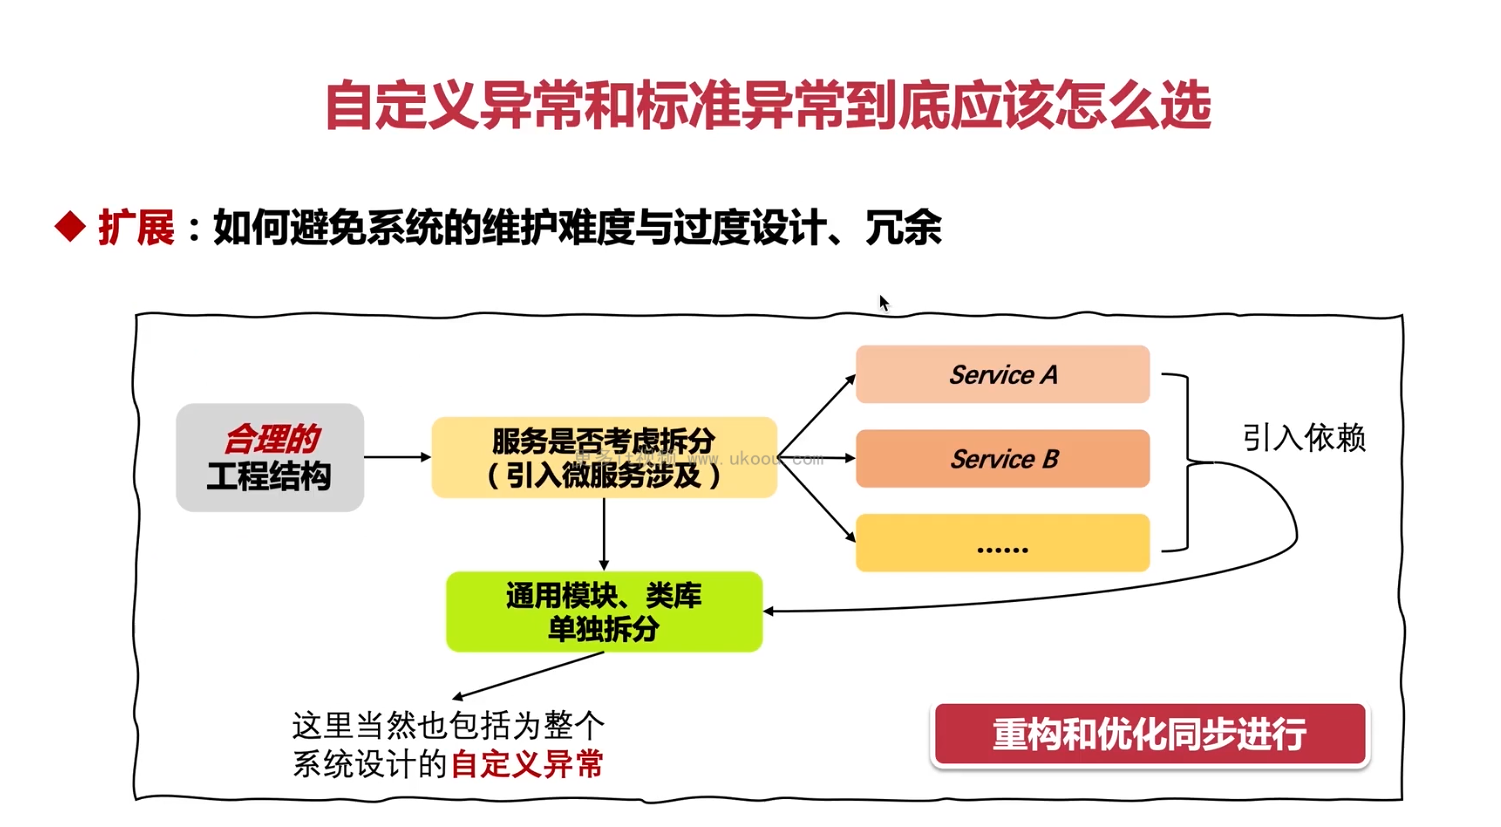 自定义异常和标准异常到底应该怎么选
扩展：如何避免系统的维护难度与过度设计、冗余
合理的
工程结构
服务是否考虑拆分
（引入微服务涉及）
www.ukoou.com
Service A
Service B
......
引入依赖
通用模块、类库
单独拆分
这里当然也包括为整个
系统设计的自定义异常
重构和优化同步进行